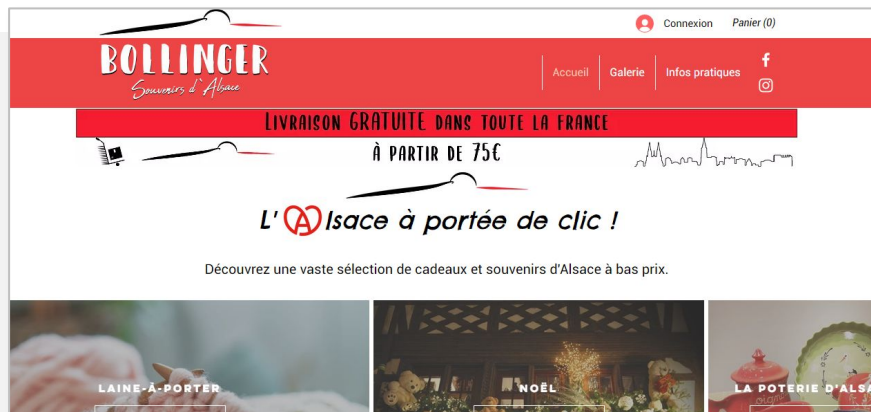 Connexion Panier (0)
BOLLINGER
Souvenirs d'Alsace
Accueil Galerie Infos pratiques
LIVRAISON GRATUITE DANS TOUTE LA FRANCE
À PARTIR DE 75€
L'Alsace à portée de clic !
Découvrez une vaste sélection de cadeaux et souvenirs d'Alsace à bas prix.
LAINE-À-PORTER NOËL LA POTERIE D'ALSA